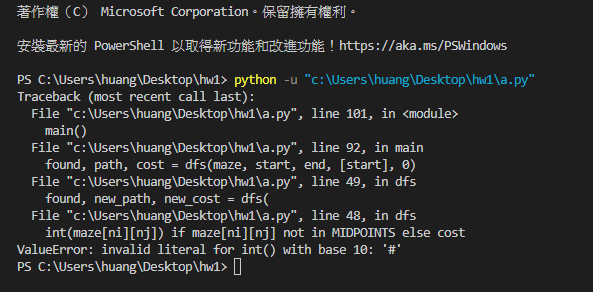 著作權（C） Microsoft Corporation。保留擁有權利。
安裝最新的 PowerShell 以取得新功能和改進功能！https://aka.ms/PSWindows
PS C:\Users\huang\Desktop\hw1> python -u "c:\Users\huang\Desktop\hw1\a.py"
Traceback (most recent call last):
  File "c:\Users\huang\Desktop\hw1\a.py", line 101, in <module>
    main()
  File "c:\Users\huang\Desktop\hw1\a.py", line 92, in main
    found, path, cost = dfs(maze, start, end, [start], 0)
  File "c:\Users\huang\Desktop\hw1\a.py", line 49, in dfs
    found, new_path, new_cost = dfs(
  File "c:\Users\huang\Desktop\hw1\a.py", line 48, in dfs
    int(maze[ni][nj]) if maze[ni][nj] not in MIDPOINTS else cost
ValueError: invalid literal for int() with base 10: '#'
PS C:\Users\huang\Desktop\hw1>